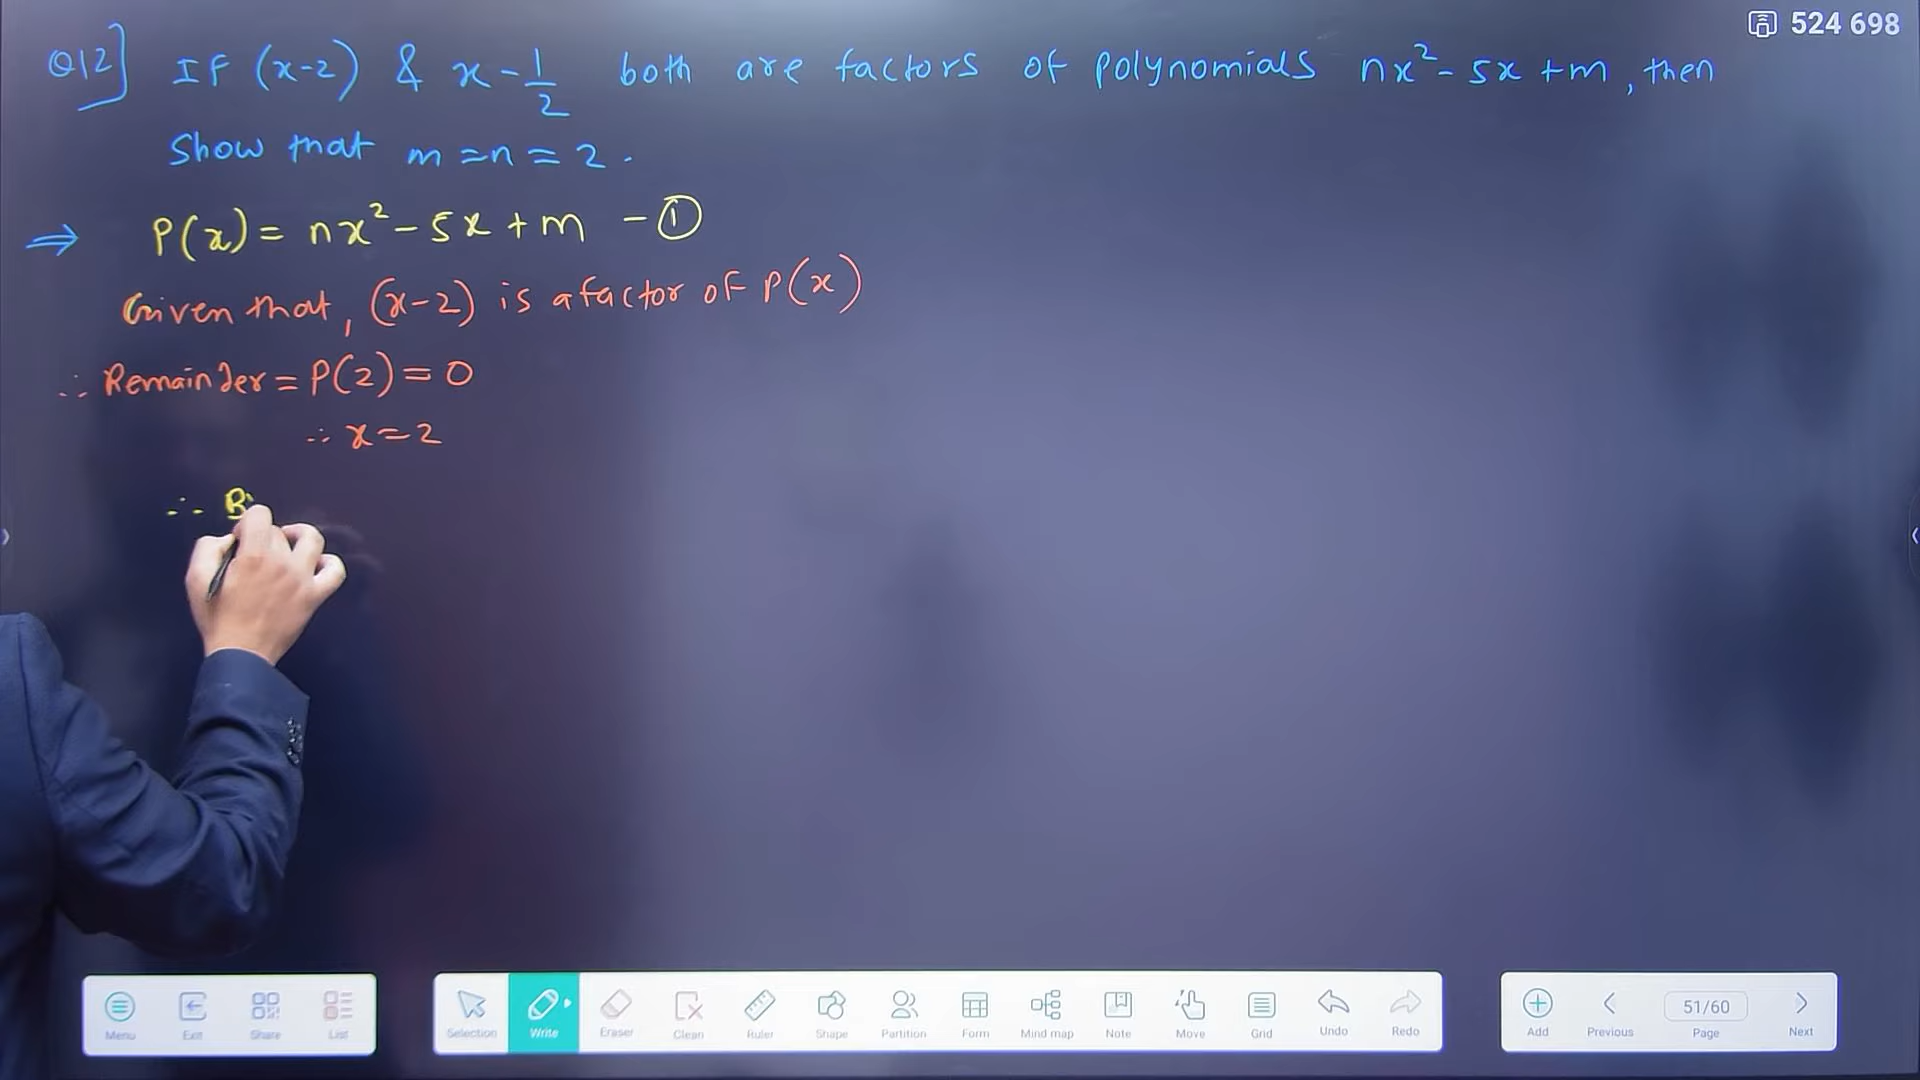 524 698
Q12] If (x-2) & x - 1/2 both are factors of polynomials nx² - 5x + m, then
Show that m = n = 2.
⇒ P(x) = nx² - 5x + m - ①
Given that, (x-2) is a factor of P(x)
∴ Remainder = P(2) = 0
∴ x = 2
∴ B
Menu Exit Share List Selection Write Eraser Clean Ruler Shape Partition Form Mind map Note Move Grid Undo Redo Add Previous 51/60 Page Next